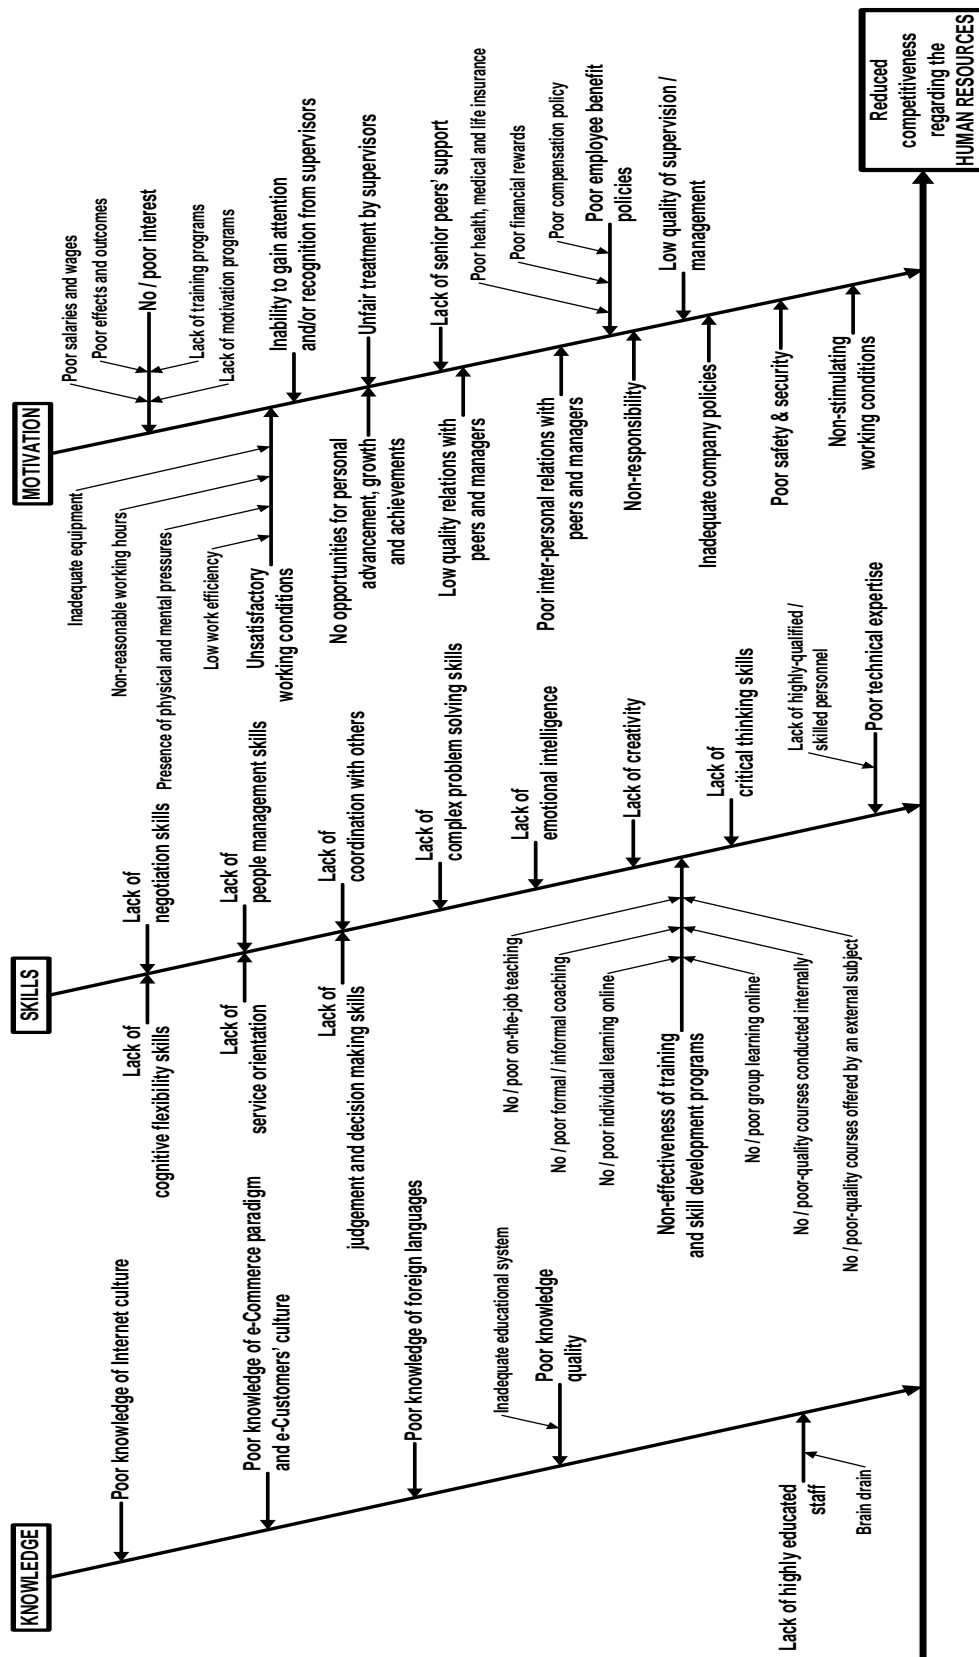 KNOWLEDGE
Poor knowledge of Internet culture
Poor knowledge of e-Commerce paradigm
and e-Customers’ culture
Poor knowledge of foreign languages
Inadequate educational system
Poor knowledge
quality
Lack of highly educated
staff
Brain drain
SKILLS
Lack of
cognitive flexibility skills
Lack of
negotiation skills
Lack of
service orientation
Lack of
people management skills
Lack of
judgement and decision making skills
Lack of
coordination with others
Lack of
complex problem solving skills
Lack of
emotional intelligence
Lack of creativity
No / poor on-the-job teaching
No / poor formal / informal coaching
No / poor individual learning online
Non-effectiveness of training
and skill development programs
No / poor group learning online
No / poor-quality courses conducted internally
No / poor-quality courses offered by an external subject
Lack of
critical thinking skills
Lack of highly-qualified /
skilled personnel
Poor technical expertise
MOTIVATION
Poor salaries and wages
Poor effects and outcomes
No / poor interest
Lack of training programs
Lack of motivation programs
Inadequate equipment
Non-reasonable working hours
Presence of physical and mental pressures
Low work efficiency
Unsatisfactory
working conditions
Inability to gain attention
and/or recognition from supervisors
No opportunities for personal
advancement, growth
and achievements
Unfair treatment by supervisors
Lack of senior peers’ support
Low quality relations with
peers and managers
Poor health, medical and life insurance
Poor financial rewards
Poor compensation policy
Poor employee benefit
policies
Poor inter-personal relations with
peers and managers
Non-responsibility
Low quality of supervision /
management
Inadequate company policies
Poor safety & security
Non-stimulating
working conditions
Reduced
competitiveness
regarding the
HUMAN RESOURCES